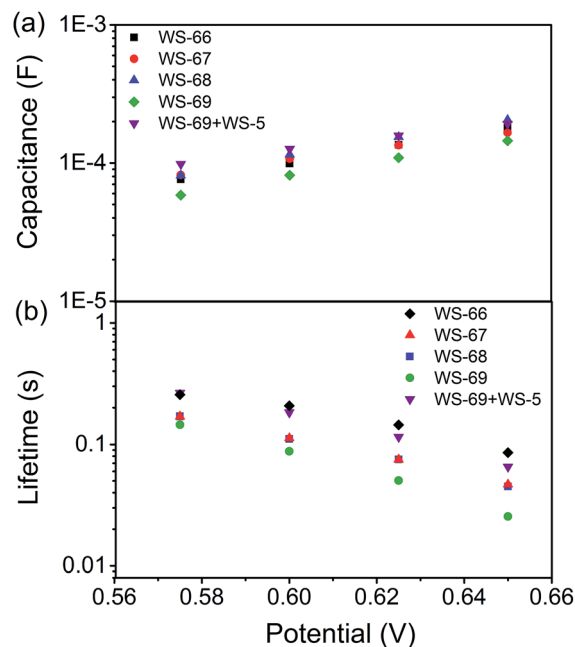 (a)
1E-3
1E-4
1E-5
Capacitance (F)
WS-66
WS-67
WS-68
WS-69
WS-69+WS-5
(b)
1
0.1
0.01
Lifetime (s)
WS-66
WS-67
WS-68
WS-69
WS-69+WS-5
0.56 0.58 0.60 0.62 0.64 0.66
Potential (V)